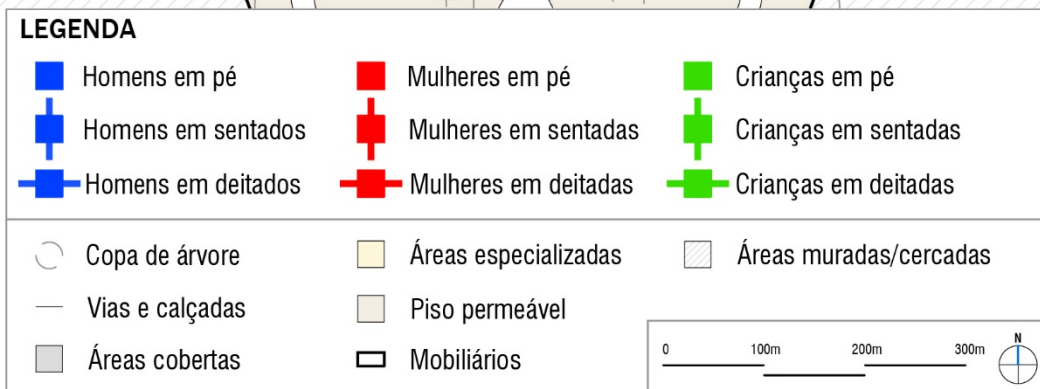 LEGENDA
Homens em pé
Mulheres em pé
Crianças em pé
Homens em sentados
Mulheres em sentadas
Crianças em sentadas
Homens em deitados
Mulheres em deitadas
Crianças em deitadas
Copa de árvore
Áreas especializadas
Áreas muradas/cercadas
Vias e calçadas
Piso permeável
Áreas cobertas
Mobiliários
0 100m 200m 300m
N